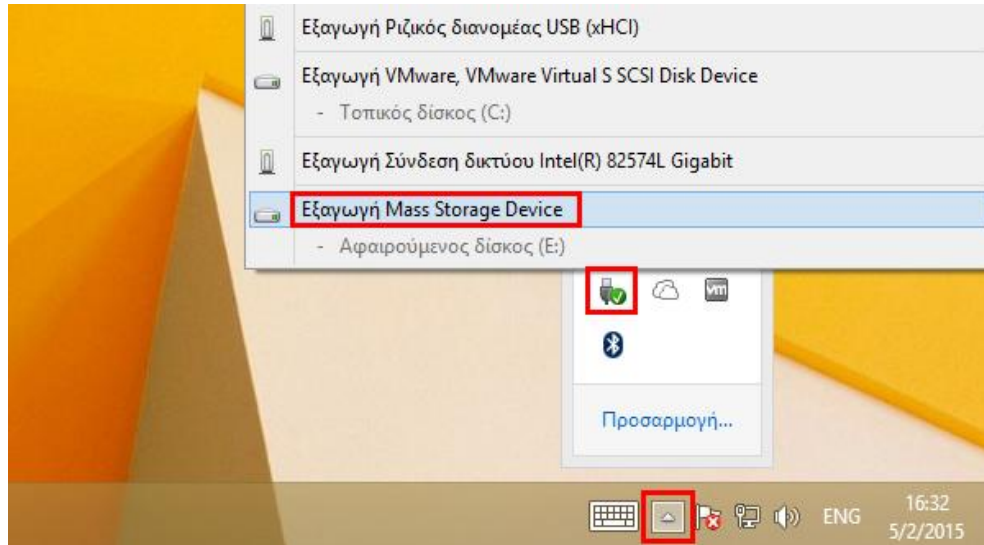 Εξαγωγή Ριζικός διανομέας USB (xHCI)
Εξαγωγή VMware, VMware Virtual S SCSI Disk Device
- Τοπικός δίσκος (C:)
Εξαγωγή Σύνδεση δικτύου Intel(R) 82574L Gigabit
Εξαγωγή Mass Storage Device
- Αφαιρούμενος δίσκος (E:)
vm
Προσαρμογή...
ENG
16:32
5/2/2015